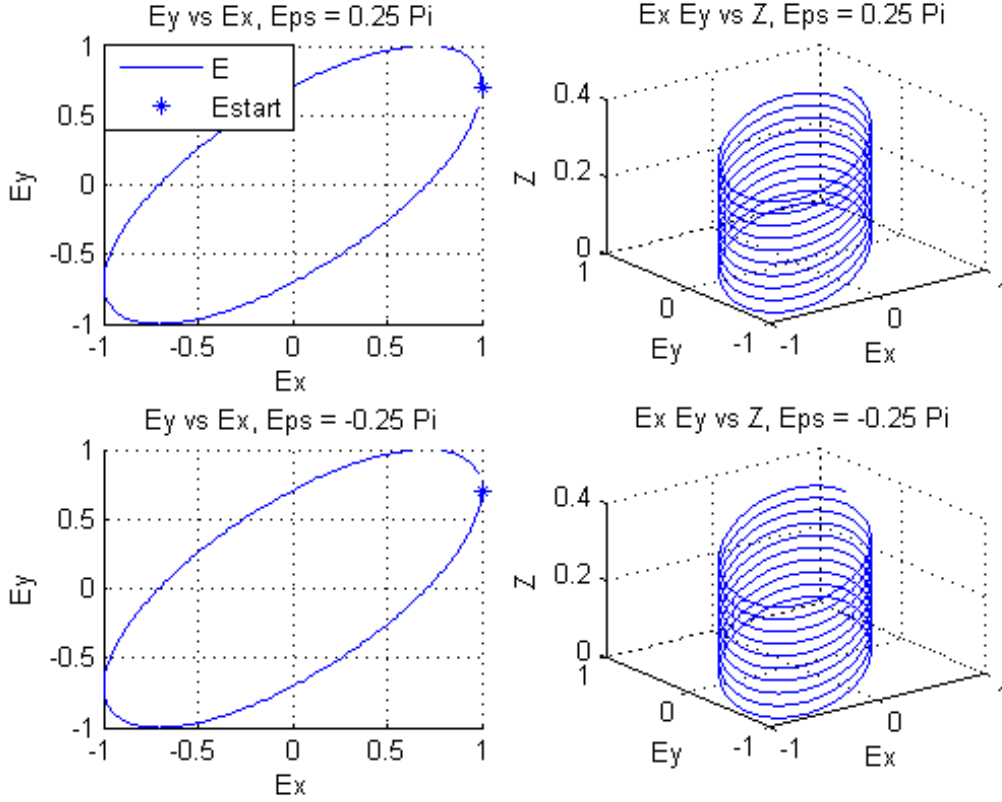 Ey vs Ex, Eps = 0.25 Pi
1
0.5
0
-0.5
-1
Ey
-1
-0.5
0
0.5
1
Ex
E
Estart
Ex Ey vs Z, Eps = 0.25 Pi
0.4
0.2
0
Z
1
0
-1
Ey
-1
0
Ex
Ey vs Ex, Eps = -0.25 Pi
1
0.5
0
-0.5
-1
Ey
-1
-0.5
0
0.5
1
Ex
Ex Ey vs Z, Eps = -0.25 Pi
0.4
0.2
0
Z
1
0
-1
Ey
-1
0
Ex